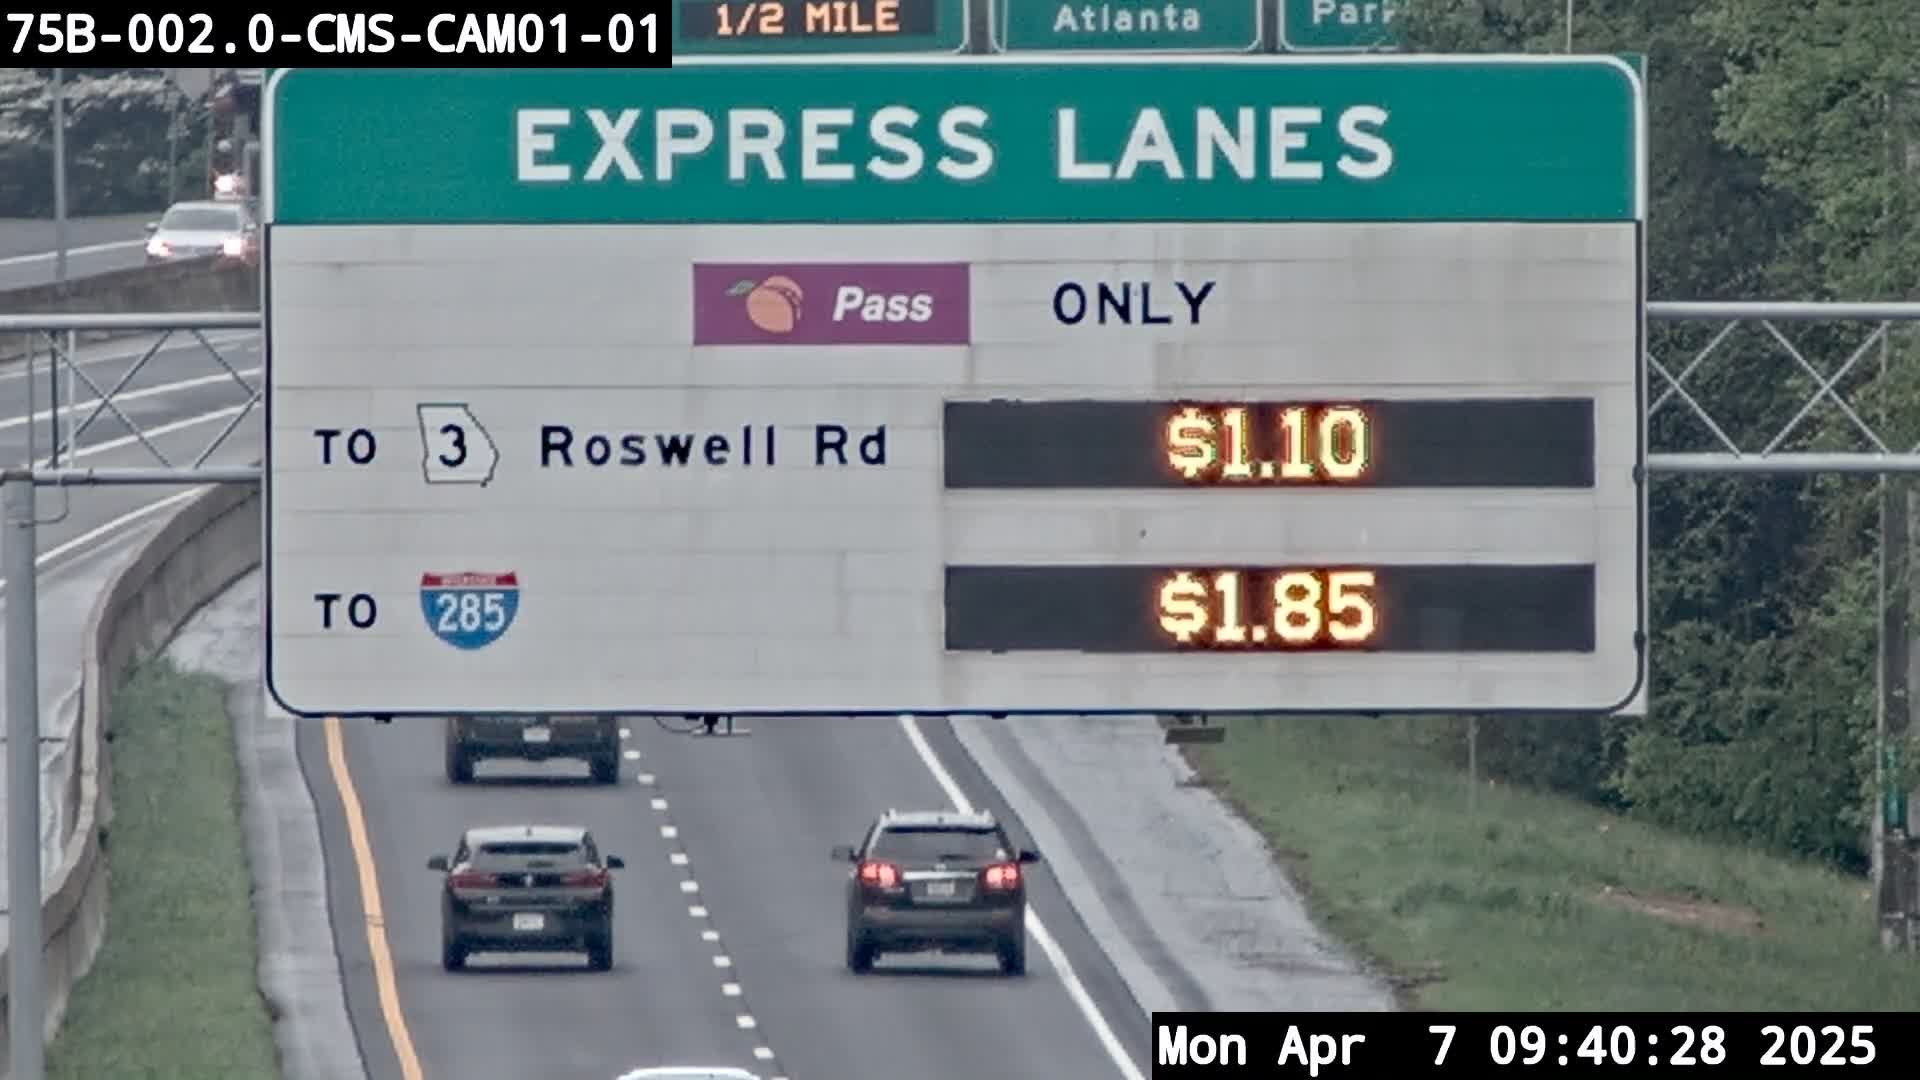 75B-002.0-CMS-CAM01-01
1/2 MILE
Atlanta
EXPRESS LANES
Pass ONLY
TO 3 Roswell Rd $1.10
TO 285 $1.85
Mon Apr 7 09:40:28 2025